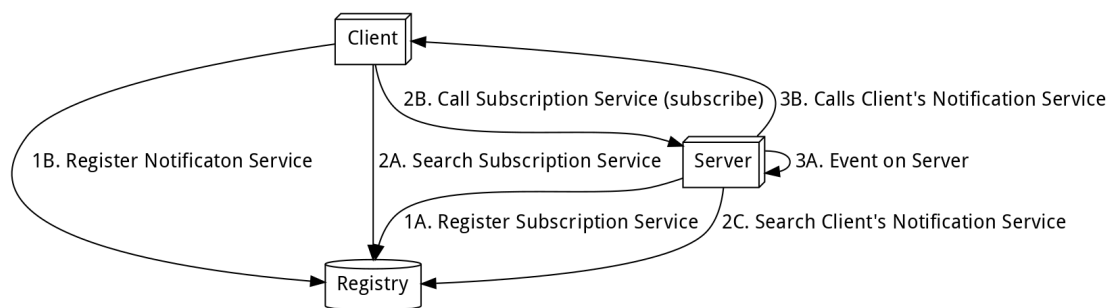 Client
2B. Call Subscription Service (subscribe)
3B. Calls Client's Notification Service
1B. Register Notificaton Service
2A. Search Subscription Service
Server
3A. Event on Server
1A. Register Subscription Service
2C. Search Client's Notification Service
Registry